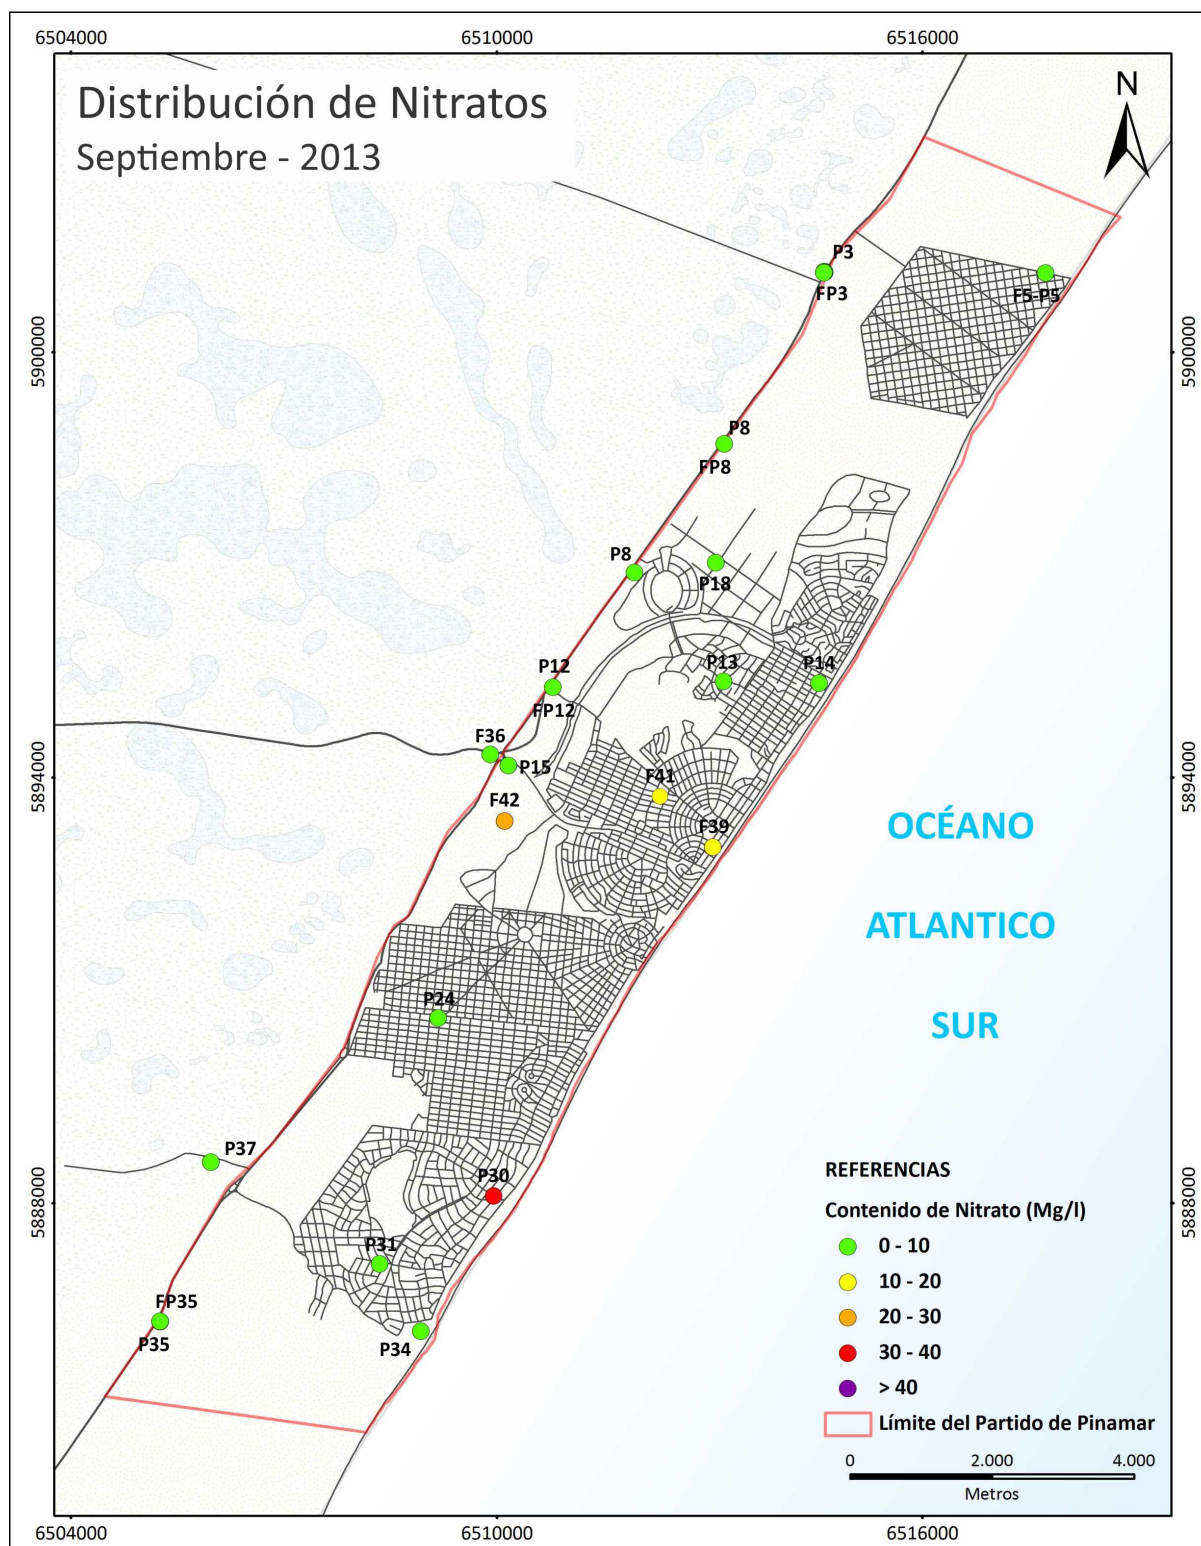 6504000
6510000
6516000
Distribución de Nitratos
Septiembre - 2013
N
P3
FP3
F5-P5
5900000
5900000
P8
FP8
P8
P18
P12
FP12
P13
P14
F36
P15
F42
F41
F39
5894000
5894000
OCÉANO
ATLANTICO
SUR
P24
P37
P30
P31
5888000
5888000
FP35
P35
P34
REFERENCIAS
Contenido de Nitrato (Mg/l)
0 - 10
10 - 20
20 - 30
30 - 40
> 40
Límite del Partido de Pinamar
0 2.000 4.000
Metros
6504000
6510000
6516000